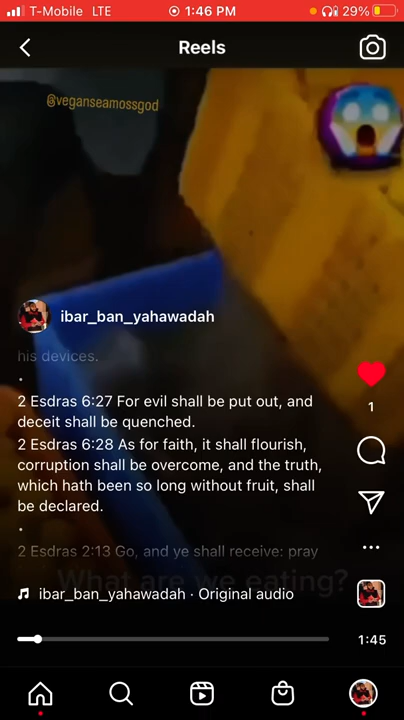 T-Mobile LTE 1:46 PM 29%
Reels
@veganseamossgod
ibar_ban_yahawadah
his devices.
.
2 Esdras 6:27 For evil shall be put out, and
deceit shall be quenched.
2 Esdras 6:28 As for faith, it shall flourish,
corruption shall be overcome, and the truth,
which hath been so long without fruit, shall
be declared.
.
2 Esdras 2:13 Go, and ye shall receive: pray
1
What are we eating?
ibar_ban_yahawadah · Original audio
1:45